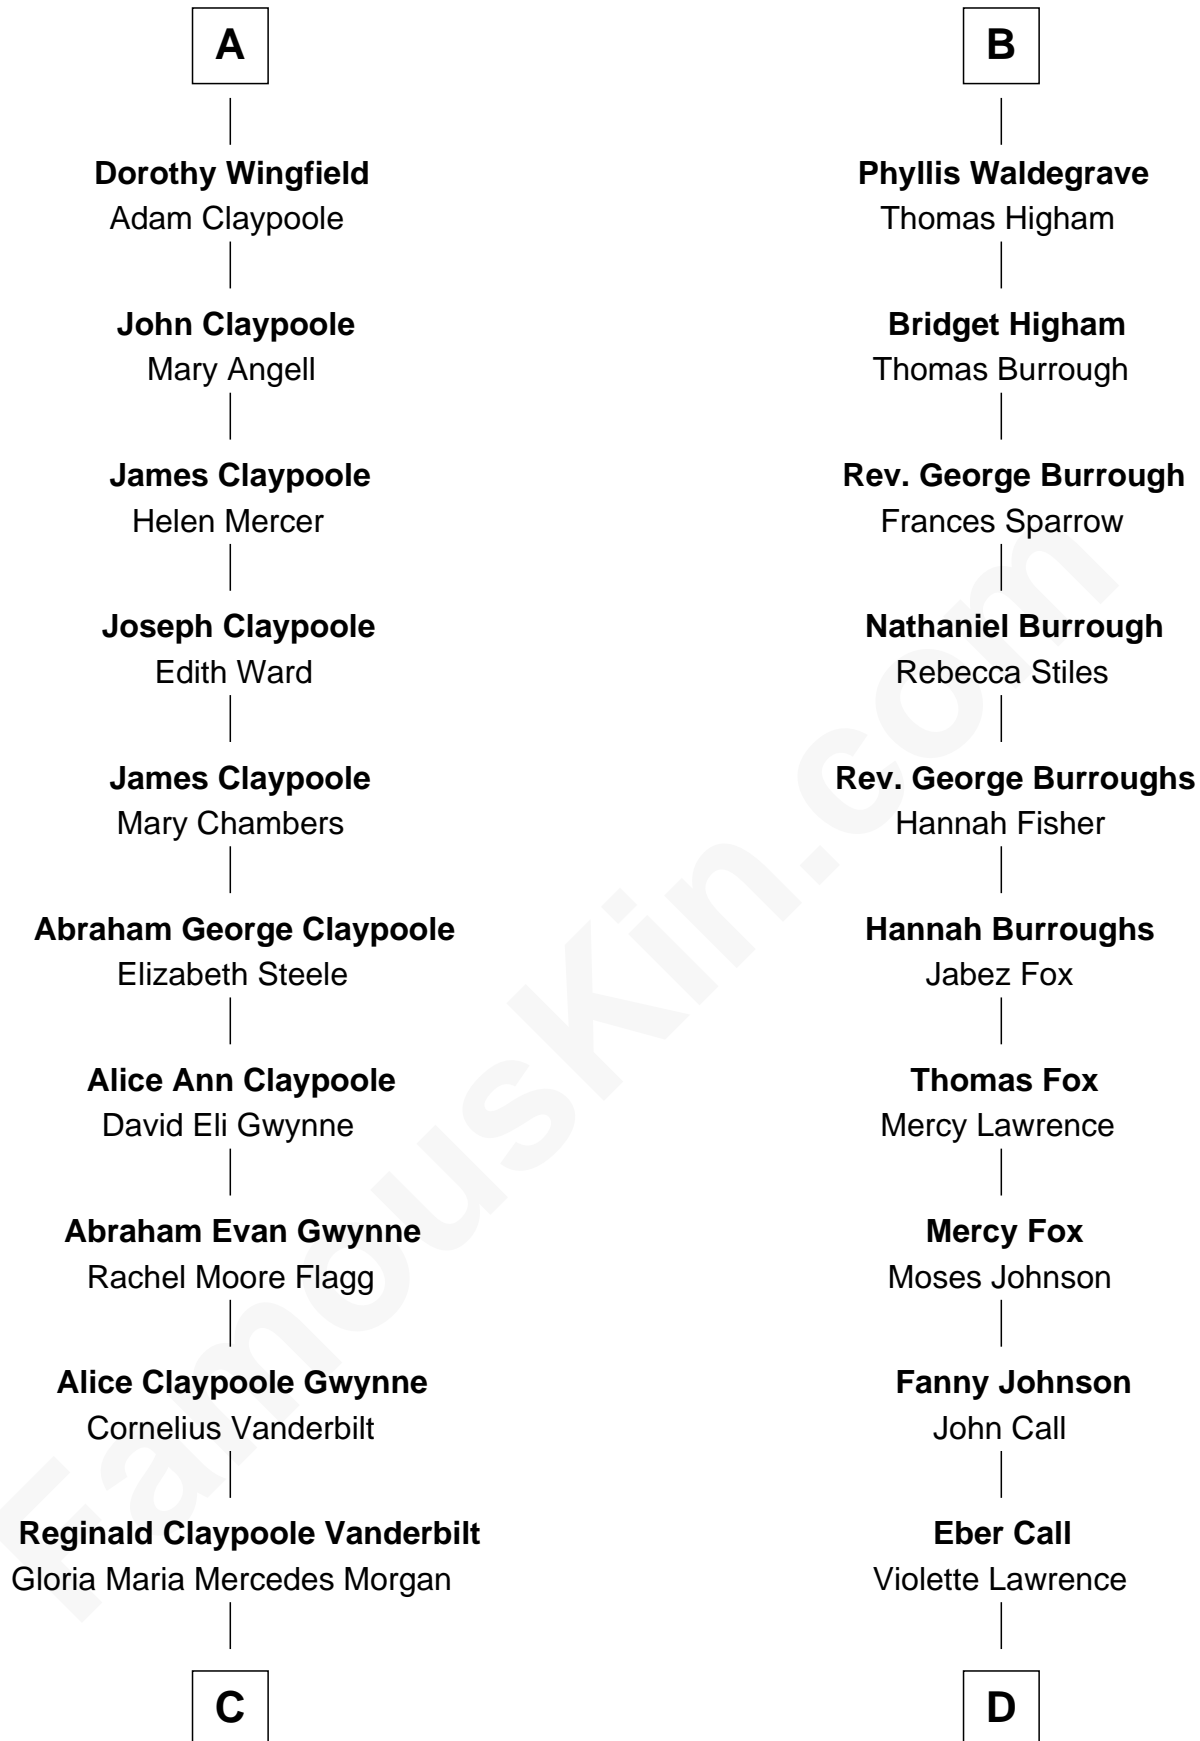 A
Dorothy Wingfield
Adam Claypoole
John Claypoole
Mary Angell
James Claypoole
Helen Mercer
Joseph Claypoole
Edith Ward
James Claypoole
Mary Chambers
Abraham George Claypoole
Elizabeth Steele
Alice Ann Claypoole
David Eli Gwynne
Abraham Evan Gwynne
Rachel Moore Flagg
Alice Claypoole Gwynne
Cornelius Vanderbilt
Reginald Claypoole Vanderbilt
Gloria Maria Mercedes Morgan
C
B
Phyllis Waldegrave
Thomas Higham
Bridget Higham
Thomas Burrough
Rev. George Burrough
Frances Sparrow
Nathaniel Burrough
Rebecca Stiles
Rev. George Burroughs
Hannah Fisher
Hannah Burroughs
Jabez Fox
Thomas Fox
Mercy Lawrence
Mercy Fox
Moses Johnson
Fanny Johnson
John Call
Eber Call
Violette Lawrence
D
FamousKin.com